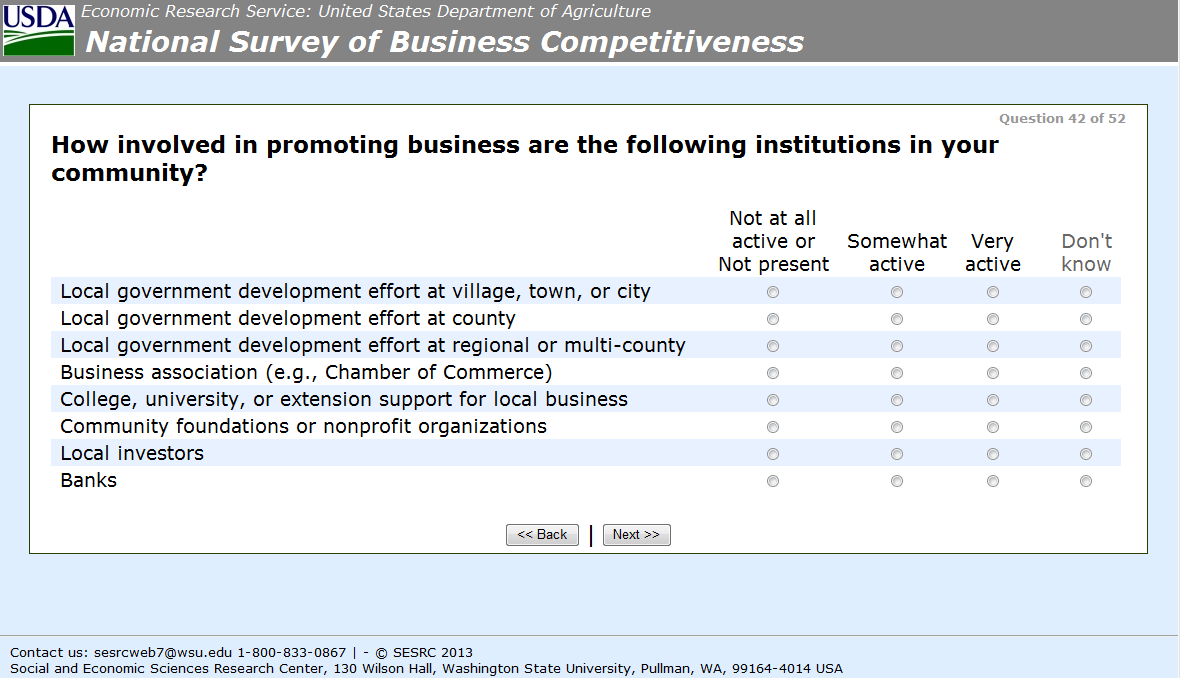 USDA
Economic Research Service: United States Department of Agriculture
National Survey of Business Competitiveness
Question 42 of 52
How involved in promoting business are the following institutions in your
community?
Not at all
active or
Not present
Somewhat
active
Very
active
Don't
know
Local government development effort at village, town, or city
Local government development effort at county
Local government development effort at regional or multi-county
Business association (e.g., Chamber of Commerce)
College, university, or extension support for local business
Community foundations or nonprofit organizations
Local investors
Banks
<< Back | Next >>
Contact us: sesrcweb7@wsu.edu 1-800-833-0867 | - © SESRC 2013
Social and Economic Sciences Research Center, 130 Wilson Hall, Washington State University, Pullman, WA, 99164-4014 USA